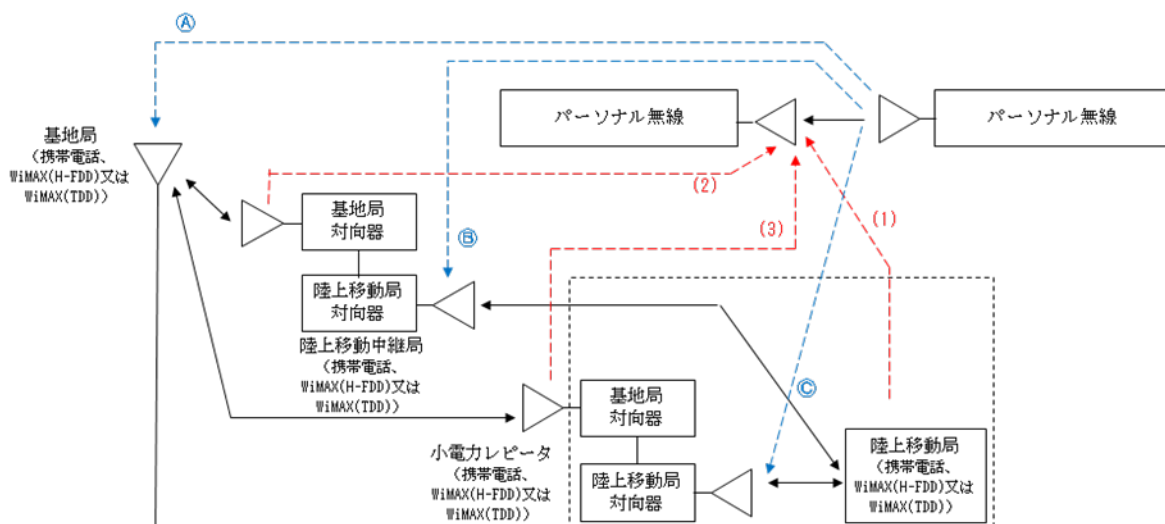 Ⓐ
パーソナル無線
パーソナル無線
基地局
(携帯電話、
WiMAX(H-FDD)又は
WiMAX(TDD))
(2)
(1)
基地局
対向器
Ⓑ
(3)
陸上移動局
対向器
陸上移動中継局
(携帯電話、
WiMAX(H-FDD)又は
WiMAX(TDD))
Ⓒ
基地局
対向器
小電力レピータ
(携帯電話、
WiMAX(H-FDD)又は
WiMAX(TDD))
陸上移動局
対向器
陸上移動局
(携帯電話、
WiMAX(H-FDD)又は
WiMAX(TDD))